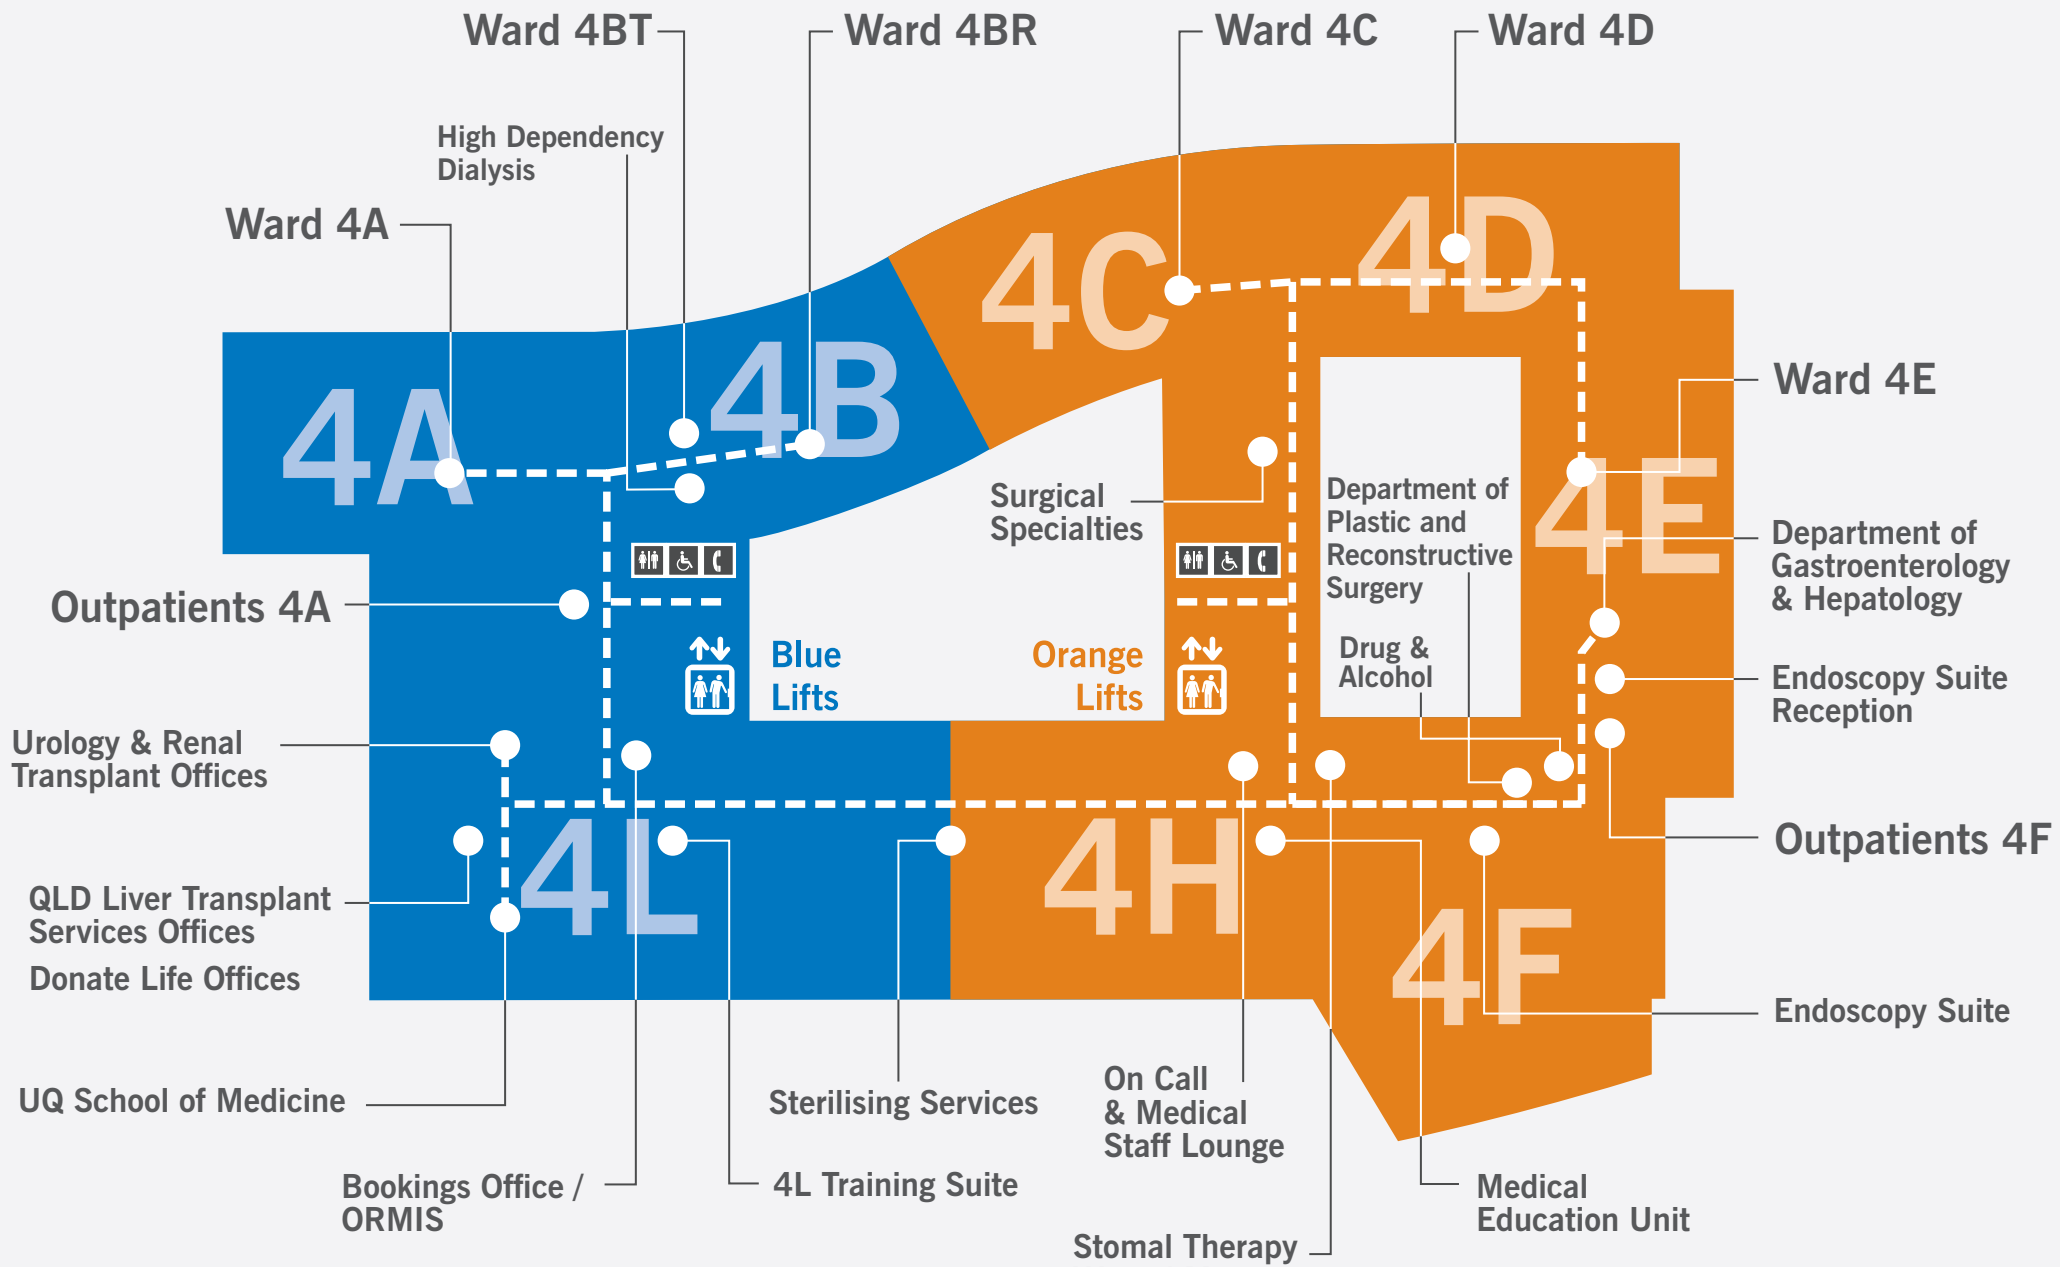 Ward 4BT
Ward 4BR
Ward 4C
Ward 4D
High Dependency
Dialysis
Ward 4A
4A
4B
4C
4D
Ward 4E
4E
Surgical
Specialties
Department of
Plastic and
Reconstructive
Surgery
Department of
Gastroenterology
& Hepatology
Outpatients 4A
Blue
Lifts
Orange
Lifts
Drug &
Alcohol
Endoscopy Suite
Reception
Urology & Renal
Transplant Offices
Outpatients 4F
4L
4H
4F
QLD Liver Transplant
Services Offices
Donate Life Offices
Endoscopy Suite
UQ School of Medicine
Sterilising Services
On Call
& Medical
Staff Lounge
Bookings Office /
ORMIS
4L Training Suite
Medical
Education Unit
Stomal Therapy